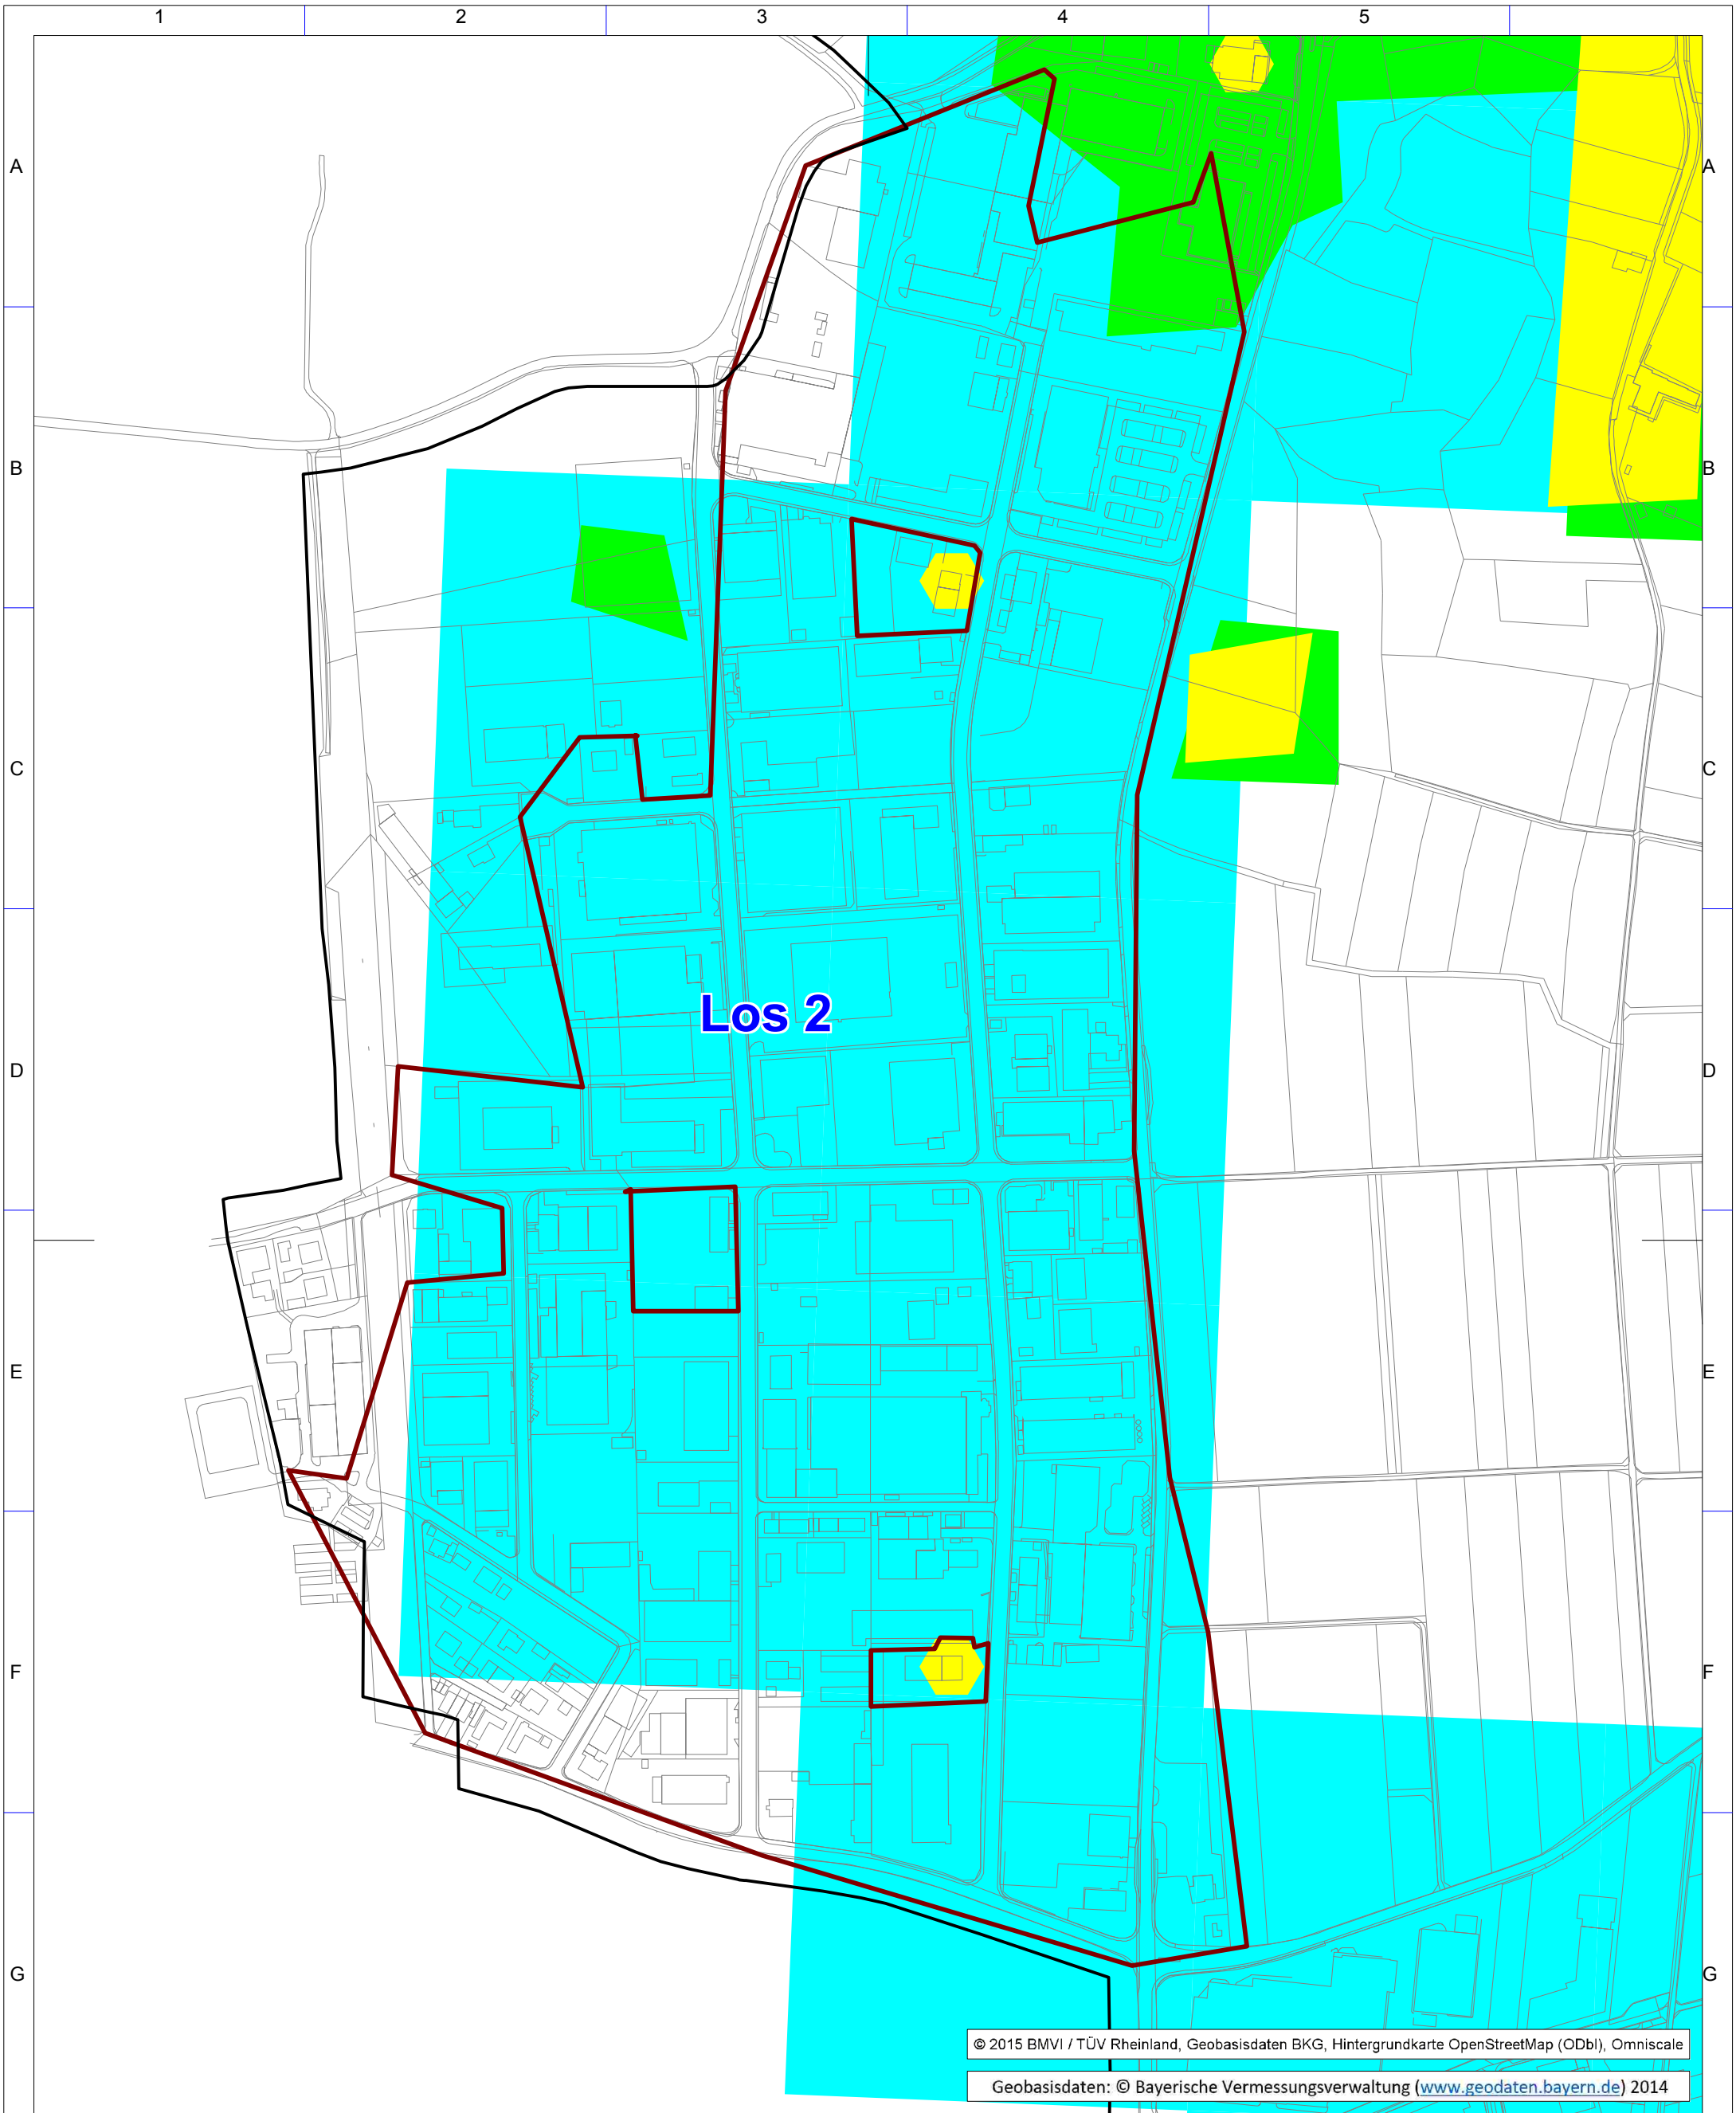 1 2 3 4 5
A A
B B
C C
Los 2
D D
E E
F F
G G
© 2015 BMVI / TÜV Rheinland, Geobasisdaten BKG, Hintergrundkarte OpenStreetMap (ODbl), Omniscale
Geobasisdaten: © Bayerische Vermessungsverwaltung (www.geodaten.bayern.de) 2014